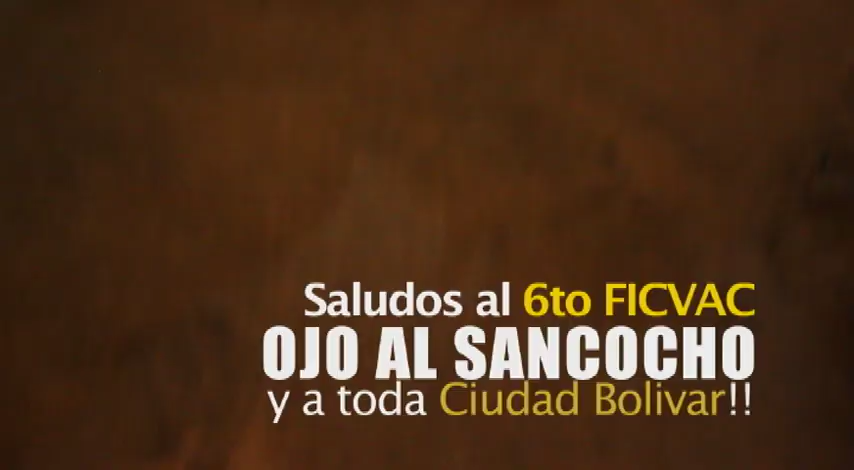 Saludos al 6to FICVAC
OJO AL SANCOCHO
y a toda Ciudad Bolivar!!